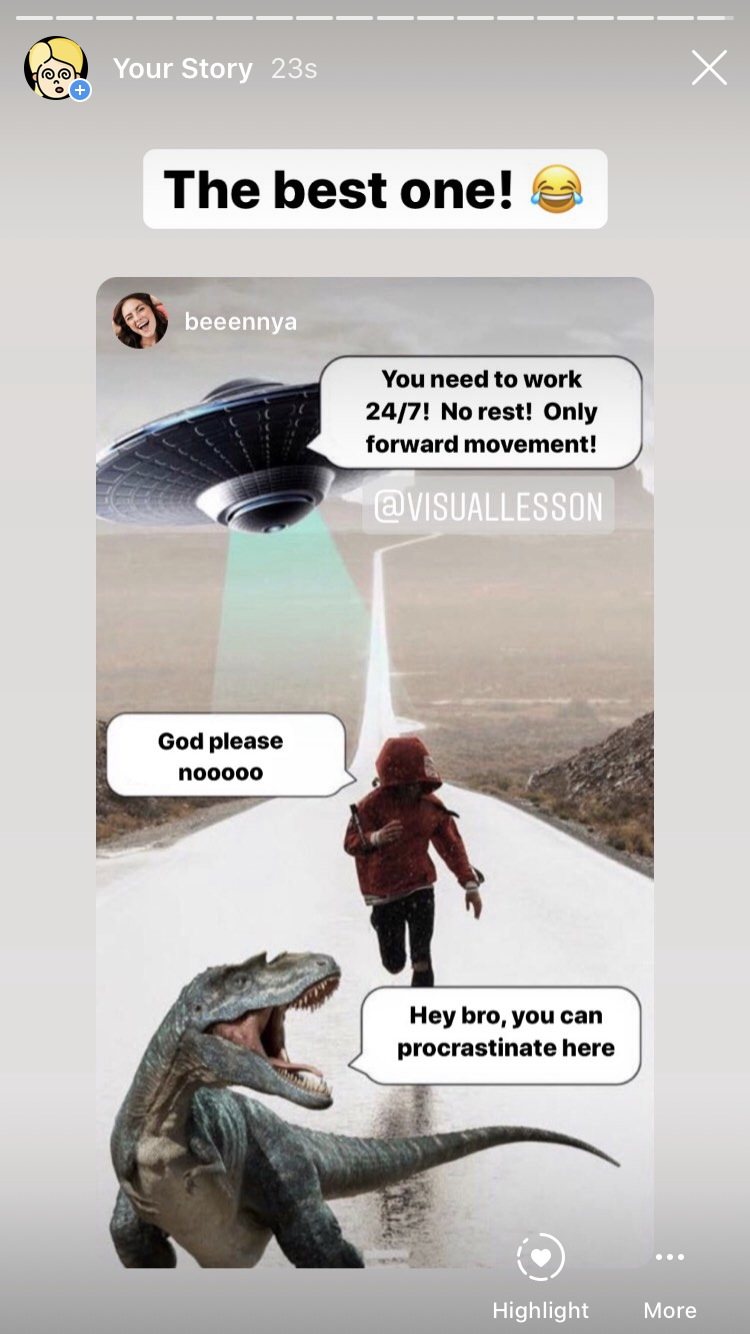 Your Story 23s
The best one! 😂
beeennya
You need to work
24/7! No rest! Only
forward movement!
@VISUALLESSON
God please
nooooo
Hey bro, you can
procrastinate here
Highlight
More